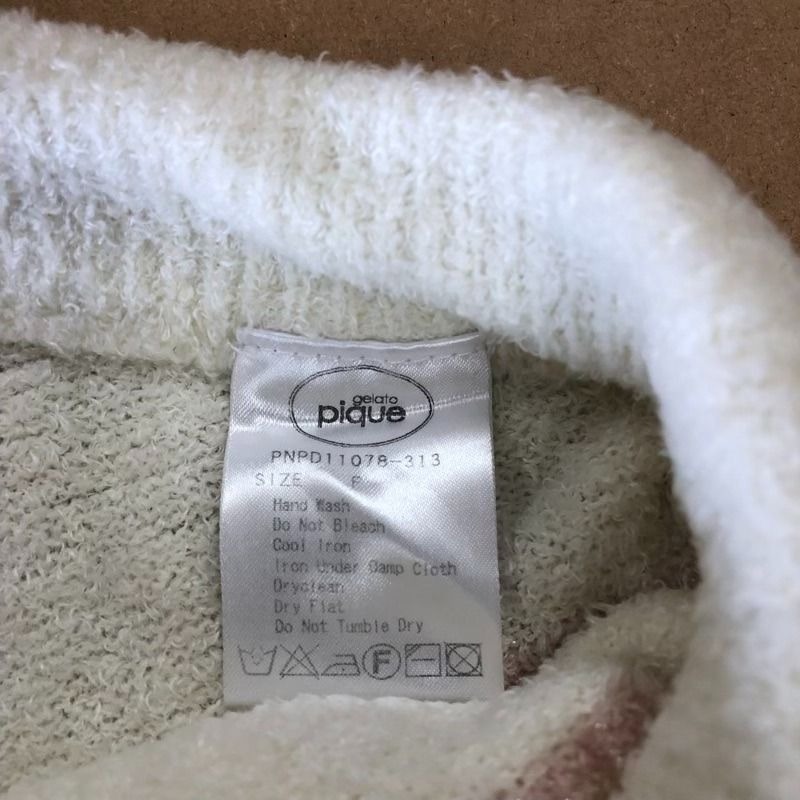 gelato
pique
PNPD11078-313
SIZE F
Hand Wash
Do Not Bleach
Cool Iron
Iron Under Damp Cloth
Dryclean
Dry Flat
Do Not Tumble Dry
F